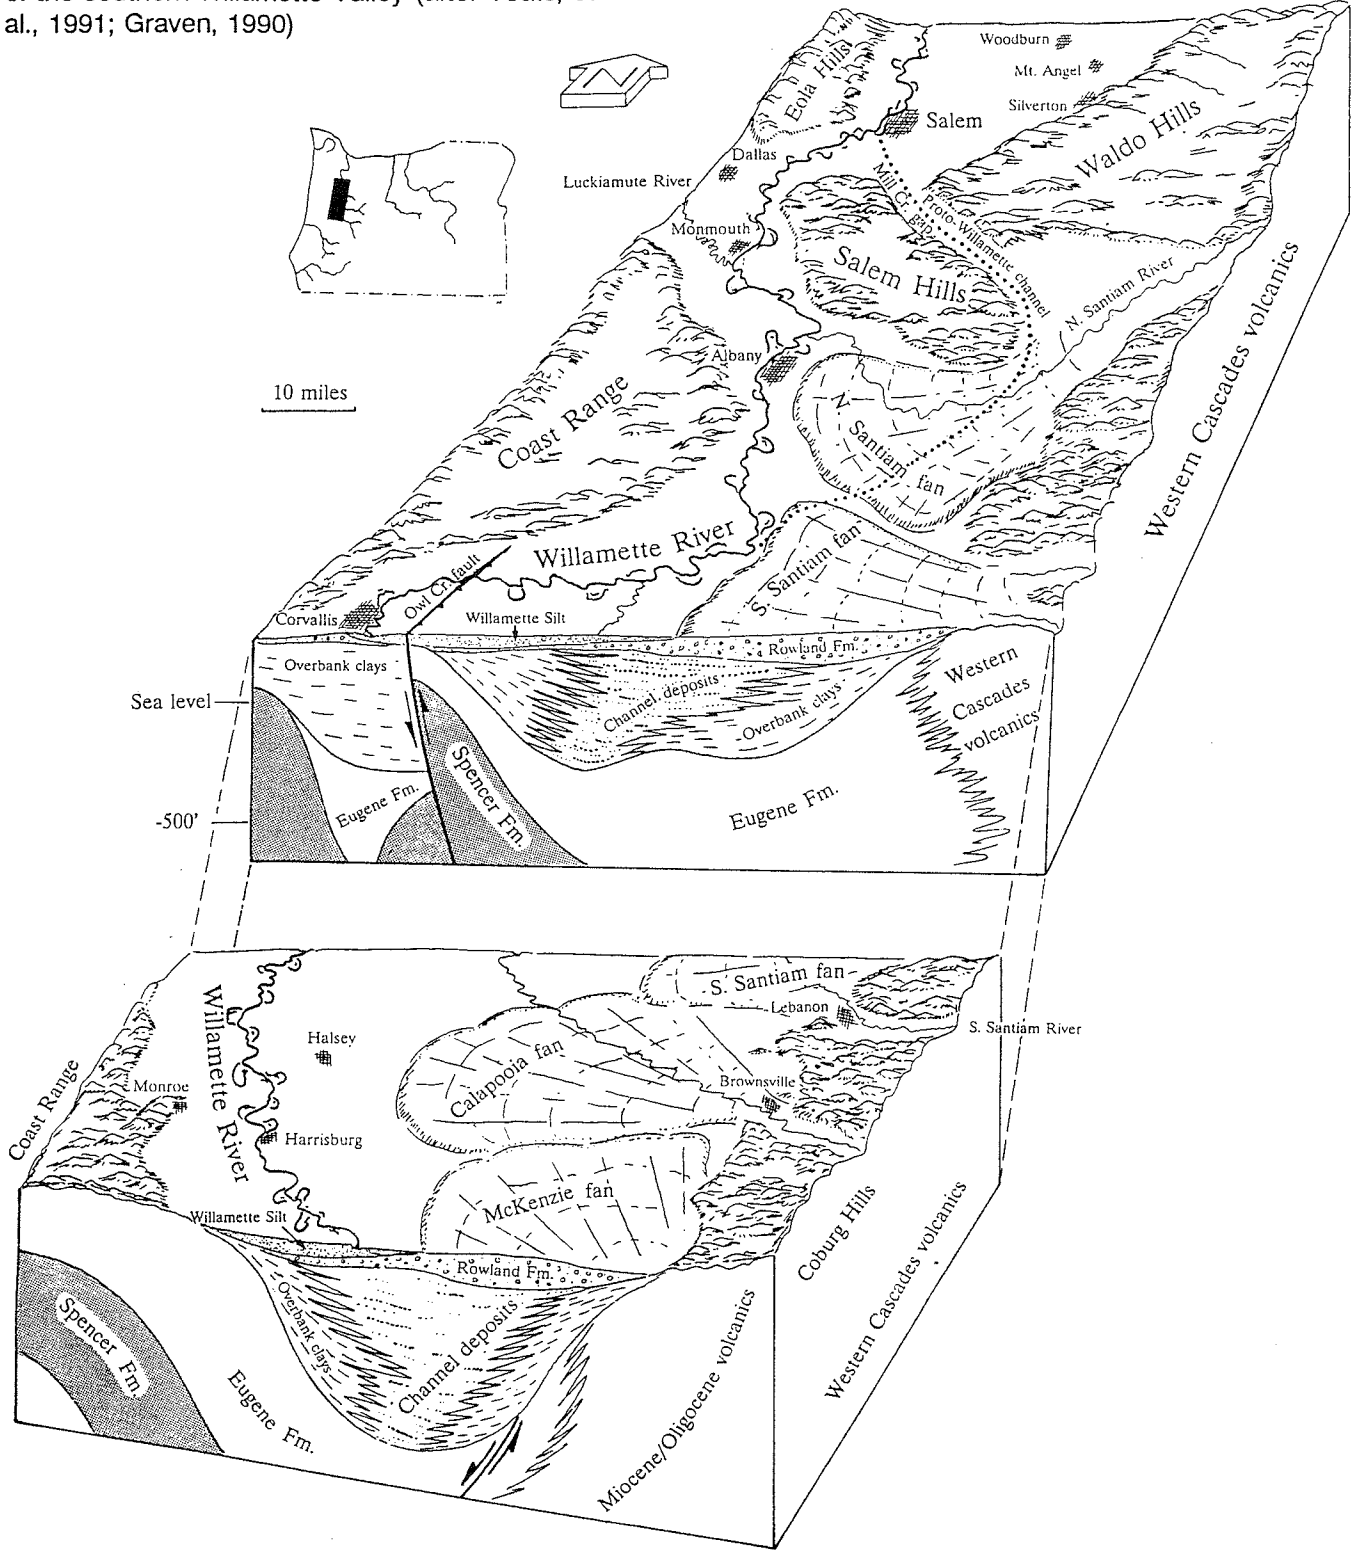 al., 1991; Graven, 1990)
N
Woodburn
Mt. Angel
Silverton
Eola Hills
Salem
Waldo Hills
Dallas
Luckiamute River
Mill Cr. gap
Proto-Willamette channel
Monmouth
Salem Hills
N. Santiam River
Albany
10 miles
Coast Range
N. Santiam fan
Western Cascades volcanics
Willamette River
S. Santiam fan
Owl Cr. fault
Corvallis
Willamette Silt
Rowland Fm.
Overbank clays
Western
Cascades
volcanics
Channel deposits
Overbank clays
Sea level
Spencer Fm.
Eugene Fm.
Eugene Fm.
-500'
S. Santiam fan
Lebanon
S. Santiam River
Willamette River
Halsey
Calapooia fan
Brownsville
Coast Range
Monroe
Harrisburg
McKenzie fan
Coburg Hills
Western Cascades volcanics
Willamette Silt
Rowland Fm.
Overbank clays
Channel deposits
Spencer Fm.
Eugene Fm.
Miocene/Oligocene volcanics